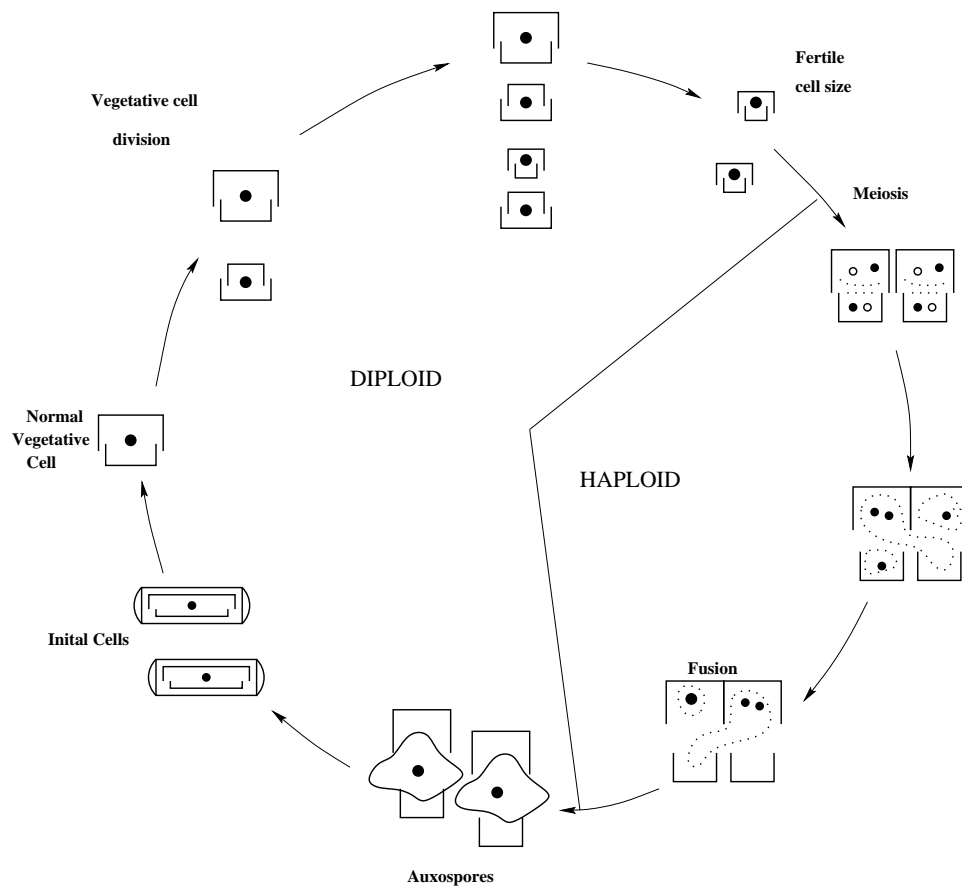 Fertile
cell size
Vegetative cell
division
Meiosis
DIPLOID
Normal
Vegetative
Cell
HAPLOID
Inital Cells
Fusion
Auxospores